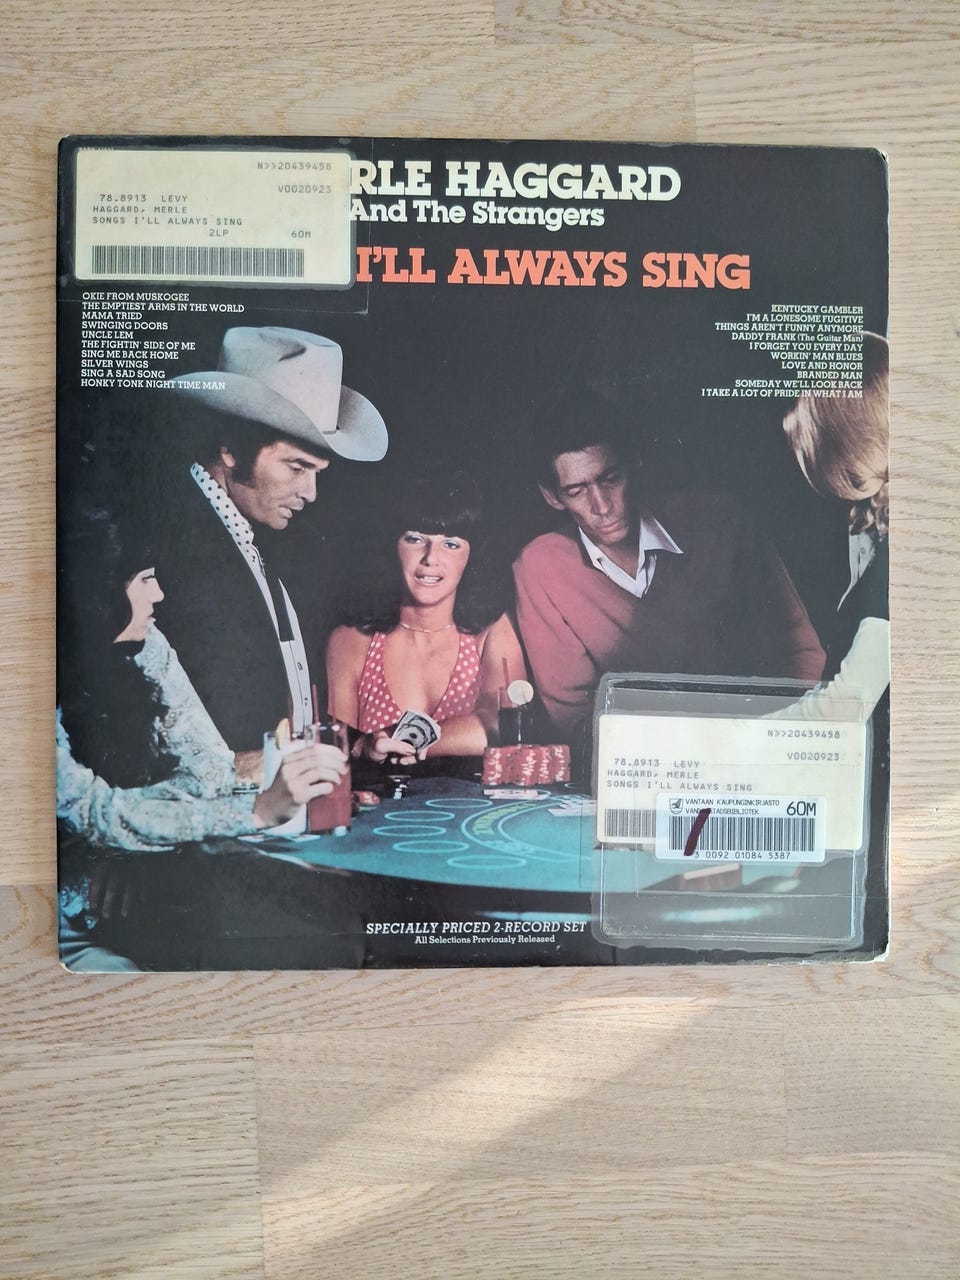 N>>20439458
V0020923
78.8913 LEVY
HAGGARD, MERLE
SONGS I'LL ALWAYS SING
2LP 60M
RLE HAGGARD
And The Strangers
I'LL ALWAYS SING
OKIE FROM MUSKOGEE
THE EMPTIEST ARMS IN THE WORLD
MAMA TRIED
SWINGING DOORS
UNCLE LEM
THE FIGHTIN' SIDE OF ME
SING ME BACK HOME
SILVER WINGS
SING A SAD SONG
HONKY TONK NIGHT TIME MAN
KENTUCKY GAMBLER
I'M A LONESOME FUGITIVE
THINGS AREN'T FUNNY ANYMORE
DADDY FRANK (The Guitar Man)
I FORGET YOU EVERY DAY
WORKIN' MAN BLUES
LOVE AND HONOR
BRANDED MAN
SOMEDAY WE'LL LOOK BACK
I TAKE A LOT OF PRIDE IN WHAT I AM
N>>20439458
V0020923
78.8913 LEVY
HAGGARD, MERLE
SONGS I'LL ALWAYS SING
VANTAAN KAUPUNGINKIRJASTO
60M
3 0092 01084 5387
SPECIALLY PRICED 2-RECORD SET
All Selections Previously Released